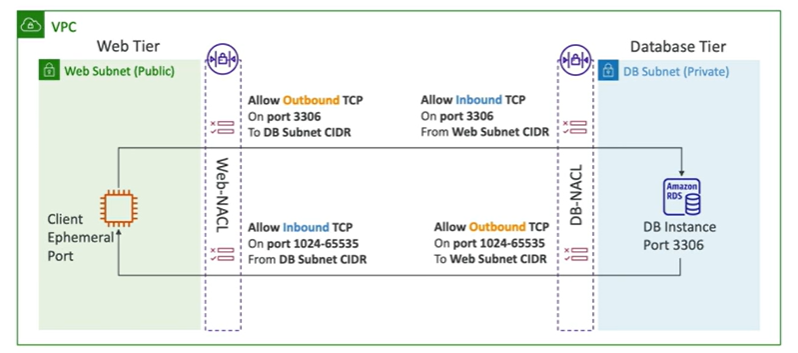 VPC
Web Tier
Database Tier
Web Subnet (Public)
DB Subnet (Private)
Allow Outbound TCP
On port 3306
To DB Subnet CIDR
Allow Inbound TCP
On port 3306
From Web Subnet CIDR
Web-NACL
DB-NACL
Client
Ephemeral
Port
Amazon
RDS
DB Instance
Port 3306
Allow Inbound TCP
On port 1024-65535
From DB Subnet CIDR
Allow Outbound TCP
On port 1024-65535
To Web Subnet CIDR